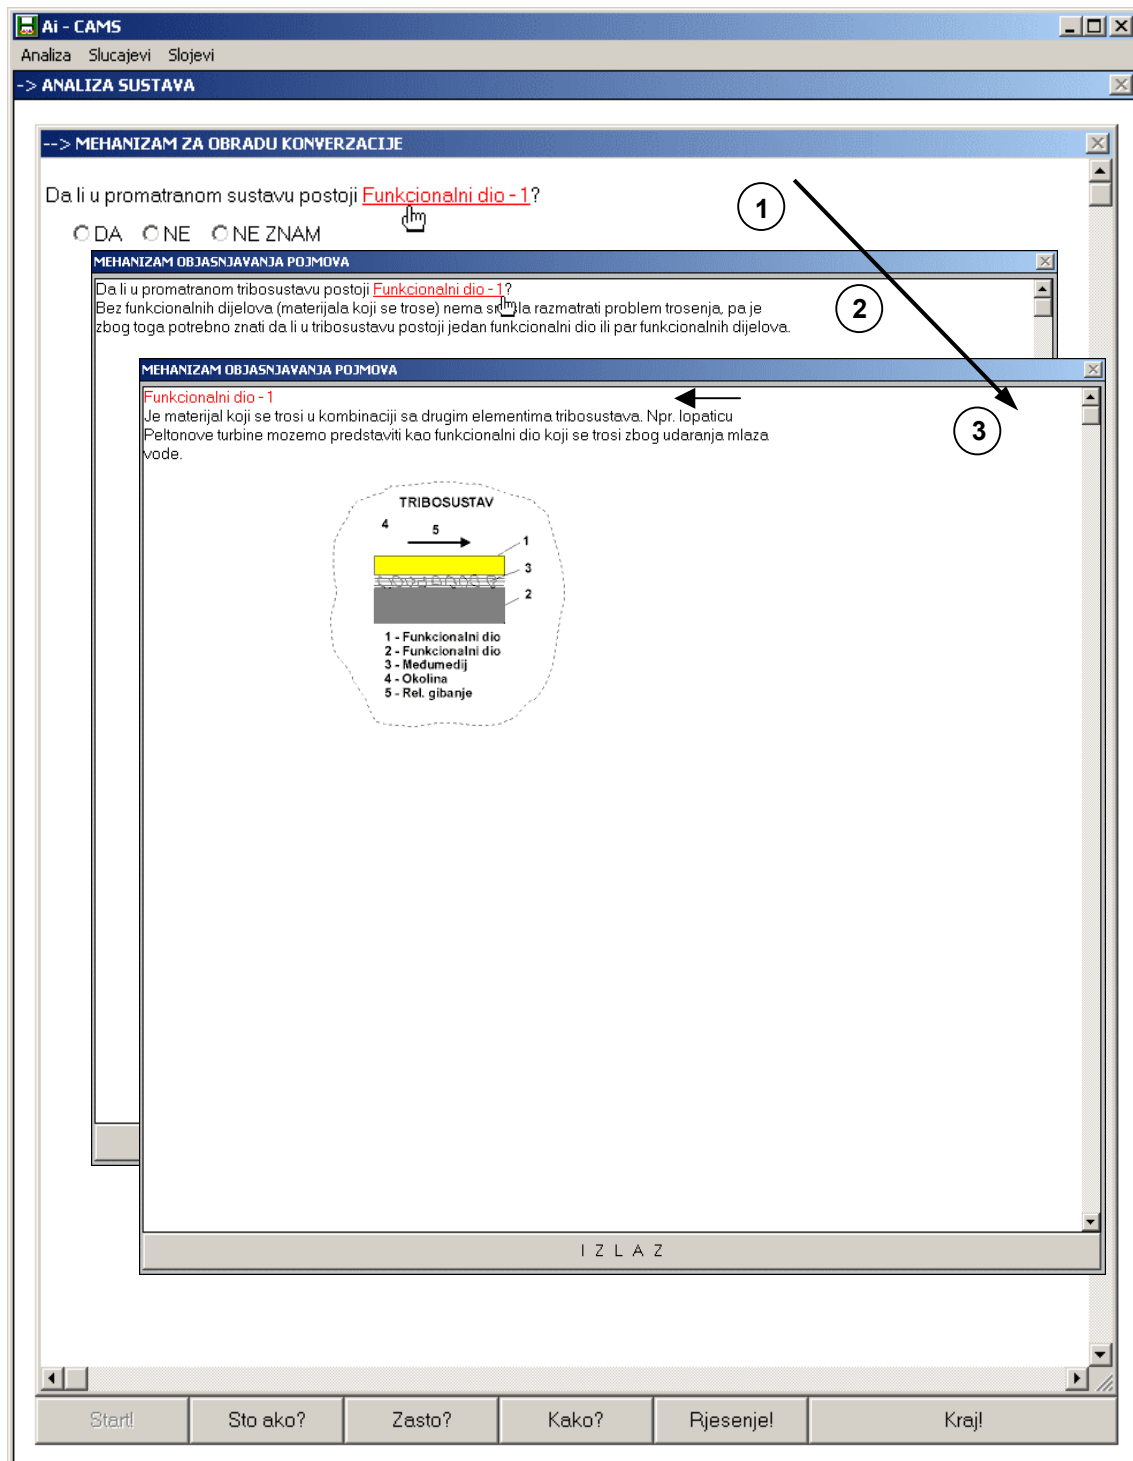 Ai - CAMS
Analiza Slucajevi Slojevi
-> ANALIZA SUSTAVA
--> MEHANIZAM ZA OBRADU KONVERZACIJE
Da li u promatranom sustavu postoji Funkcionalni dio - 1?
DA NE NE ZNAM
1
MEHANIZAM OBJASNJAVANJA POJMOVA
Da li u promatranom tribosustavu postoji Funkcionalni dio - 1?
Bez funkcionalnih dijelova (materijala koji se trose) nema razmatrati problem trosenja, pa je
zbog toga potrebno znati da li u tribosustavu postoji jedan funkcionalni dio ili par funkcionalnih dijelova.
2
MEHANIZAM OBJASNJAVANJA POJMOVA
Funkcionalni dio - 1
Je materijal koji se trosi u kombinaciji sa drugim elementima tribosustava. Npr. lopaticu
Peltonove turbine mozemo predstaviti kao funkcionalni dio koji se trosi zbog udaranja mlaza
vode.
3
TRIBOSUSTAV
4
5
1
3
2
1 - Funkcionalni dio
2 - Funkcionalni dio
3 - Međumedij
4 - Okolina
5 - Rel. gibanje
I Z L A Z
Start!
Sto ako?
Zasto?
Kako?
Rjesenje!
Kraj!